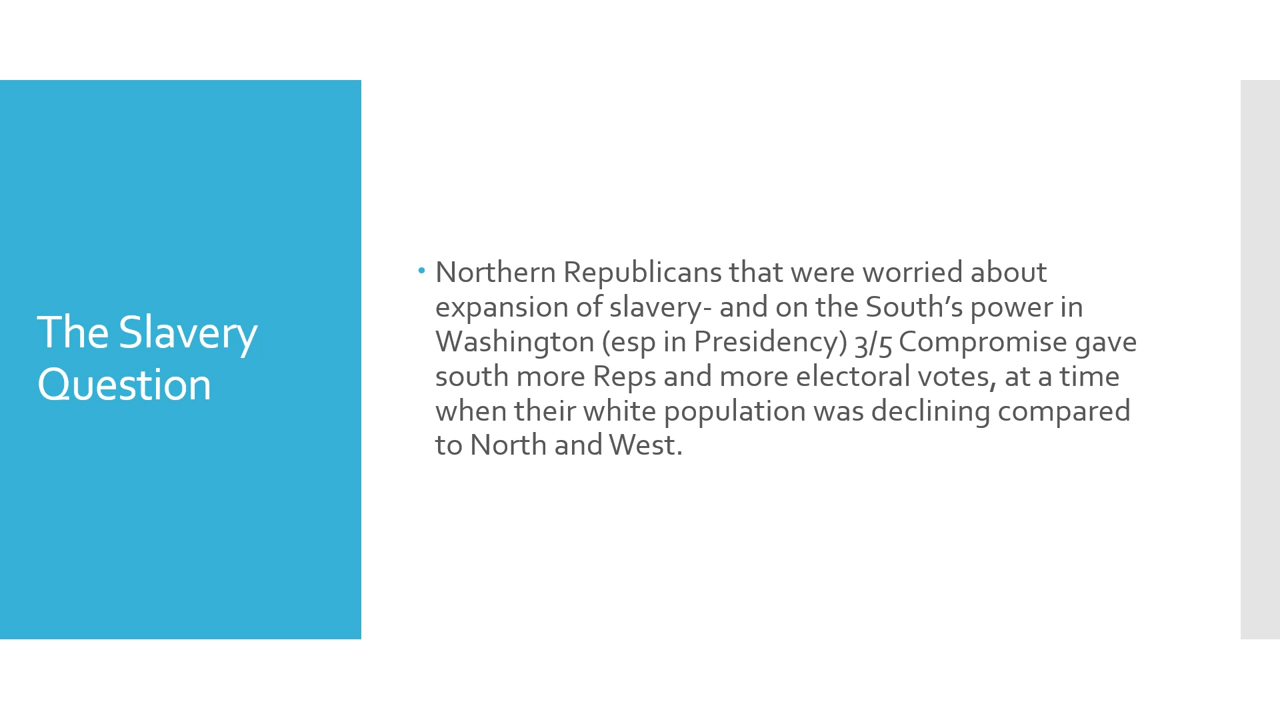 The Slavery
Question
• Northern Republicans that were worried about
expansion of slavery- and on the South’s power in
Washington (esp in Presidency) 3/5 Compromise gave
south more Reps and more electoral votes, at a time
when their white population was declining compared
to North and West.